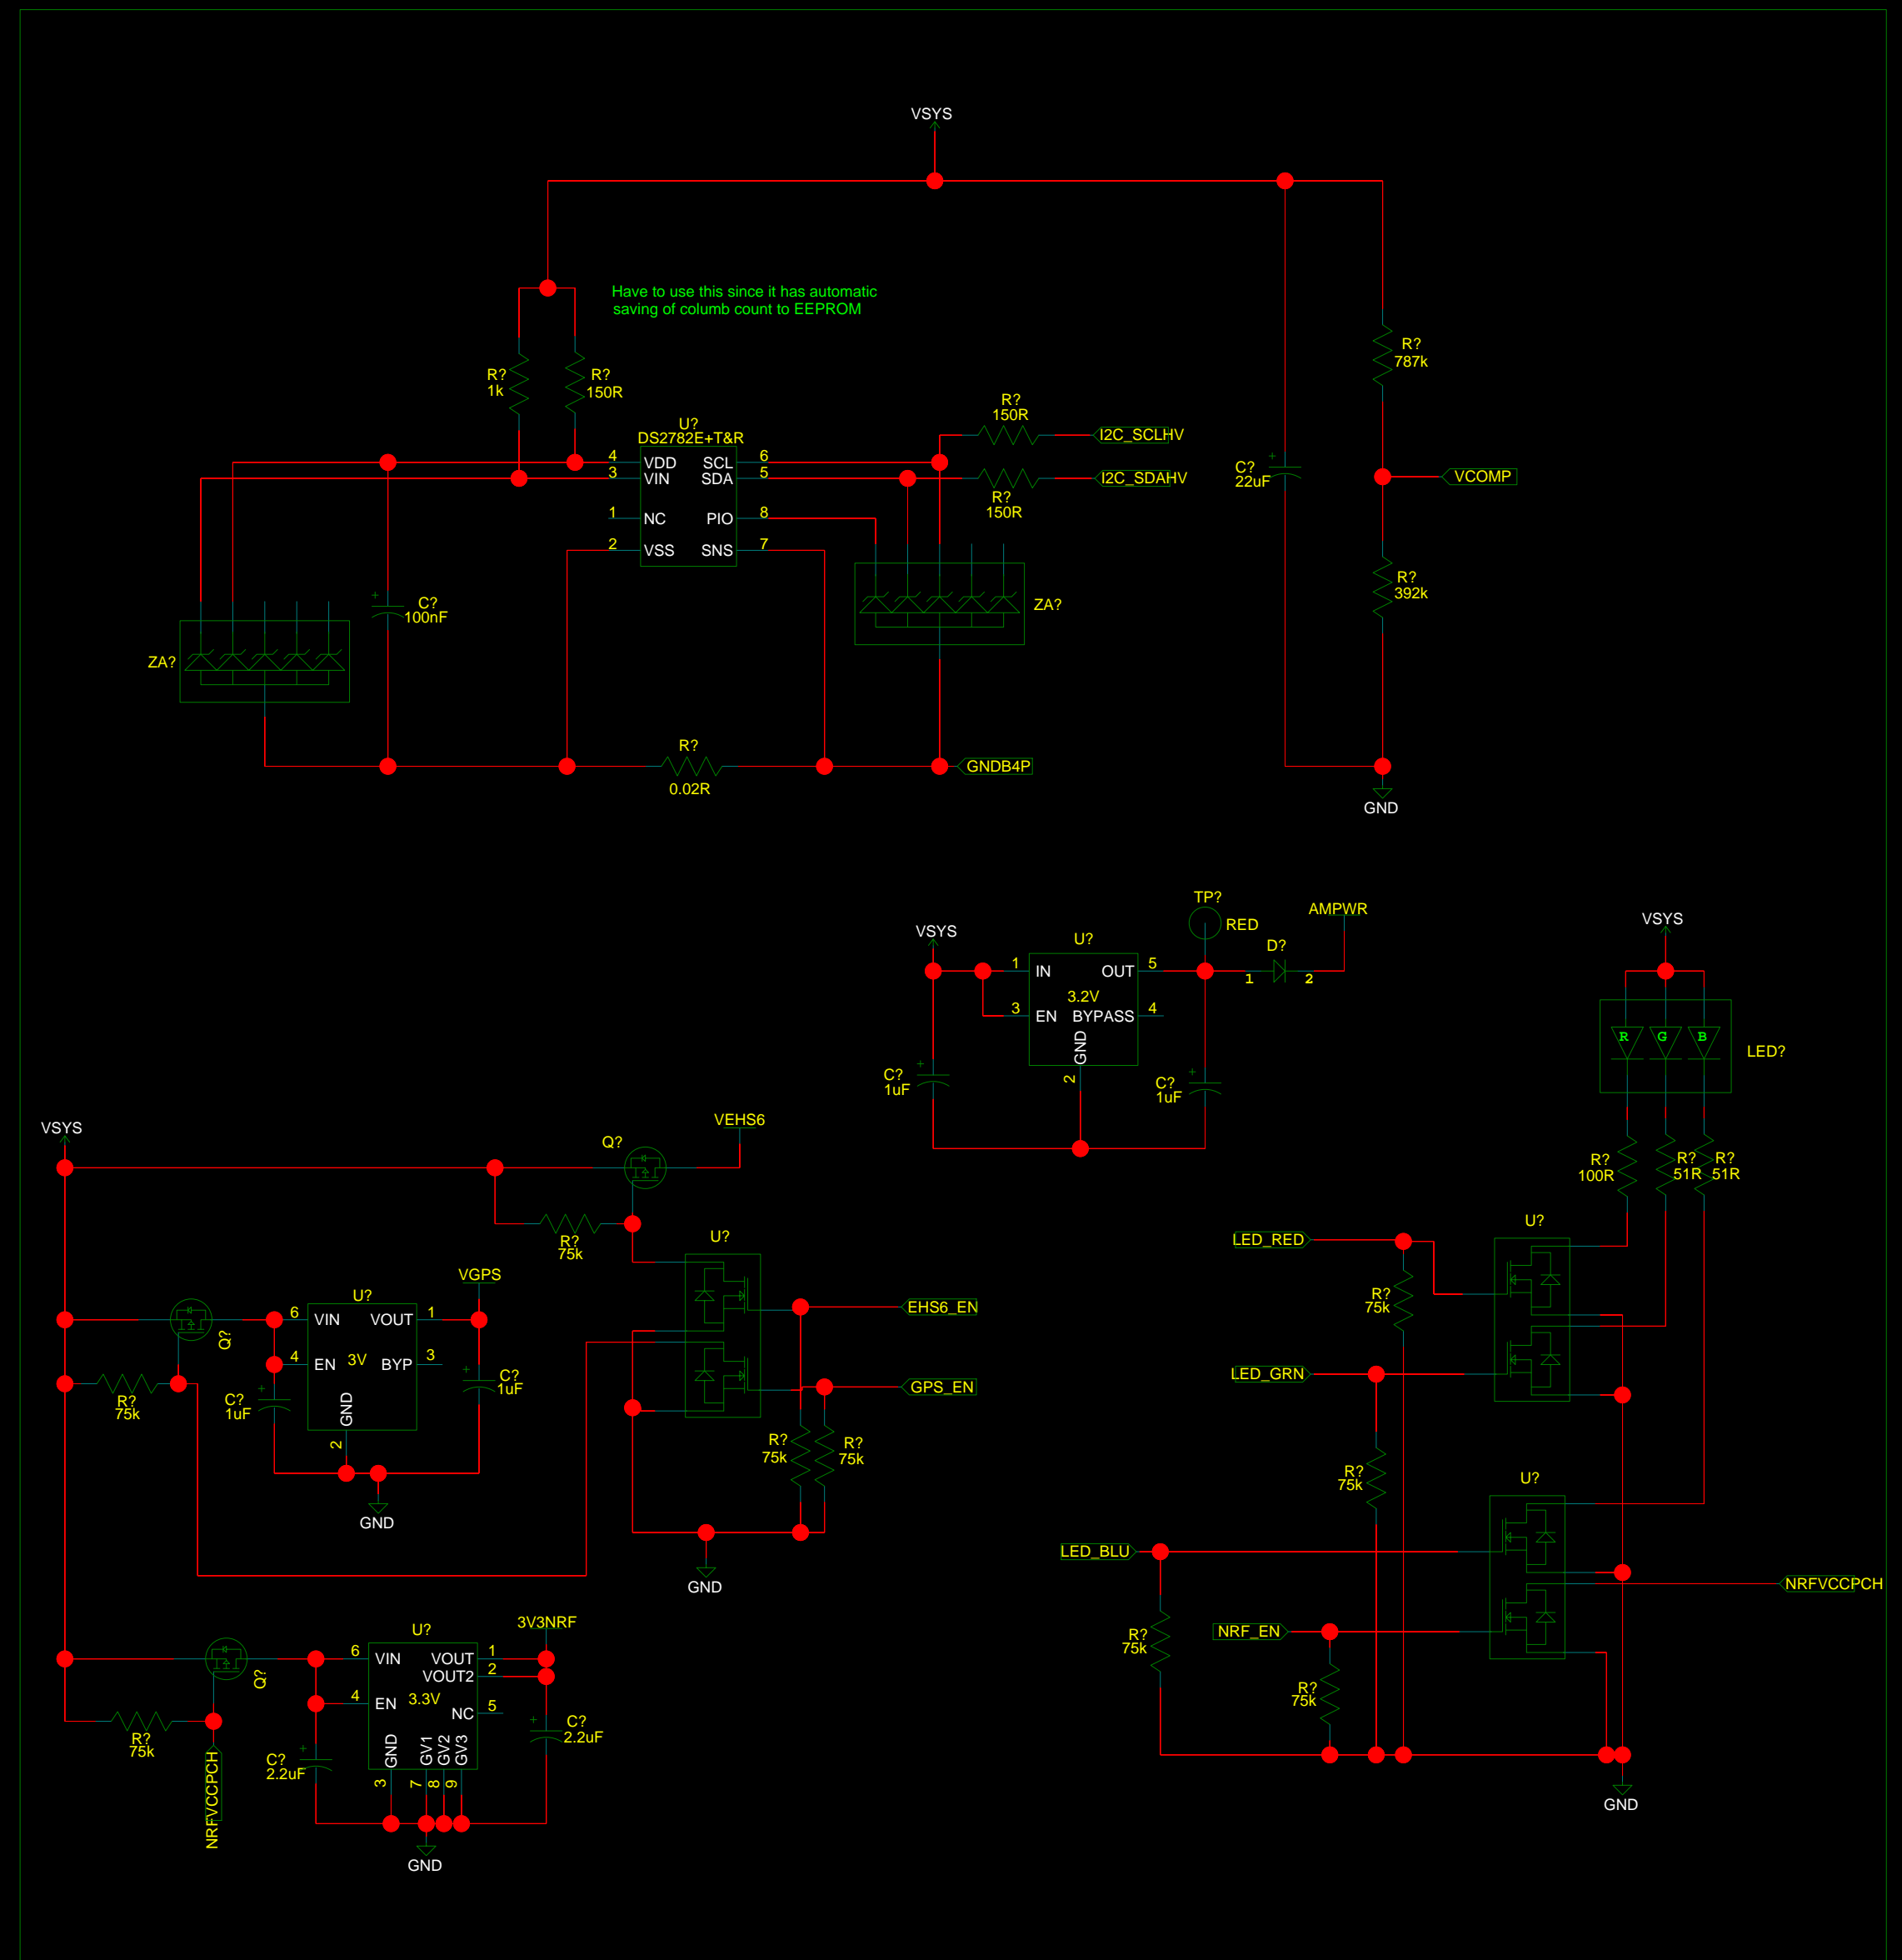 VSYS
Have to use this since it has automatic
saving of columb count to EEPROM
R?
1k
R?
150R
U?
DS2782E+T&R
4 VDD SCL 6
3 VIN SDA 5
1 NC PIO 8
2 VSS SNS 7
R?
150R
I2C_SCLHV
I2C_SDAHV
R?
150R
R?
787k
C?
22uF
VCOMP
R?
392k
C?
100nF
ZA?
ZA?
R?
0.02R
GNDB4P
GND
VSYS
U?
1 IN OUT 5
3.2V
3 EN BYPASS 4
GND
2
TP?
RED
D?
1 2
AMPWR
C?
1uF
C?
1uF
VSYS
R G B
LED?
R?
100R
R?
51R
R?
51R
VSYS
Q?
VEHS6
R?
75k
U?
EHS6_EN
GPS_EN
R?
75k
R?
75k
GND
Q?
R?
75k
U?
6 VIN VOUT 1
4 EN 3V BYP 3
GND
2
VGPS
C?
1uF
C?
1uF
GND
LED_RED
R?
75k
U?
LED_GRN
R?
75k
U?
LED_BLU
R?
75k
NRF_EN
R?
75k
NRFVCCPCH
GND
Q?
R?
75k
NRFVCCPCH
U?
6 VIN VOUT 1
VOUT2 2
4 EN 3.3V
NC 5
GND GV1 GV2 GV3
3 7 8 9
3V3NRF
C?
2.2uF
C?
2.2uF
GND